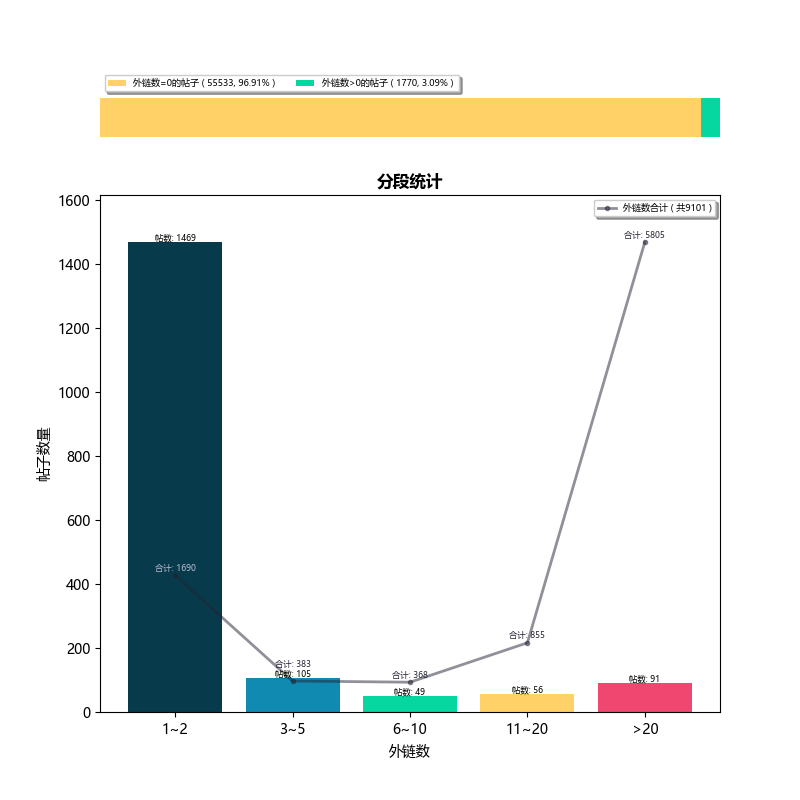 外链数=0的帖子 ( 55533, 96.91% )
外链数>0的帖子 ( 1770, 3.09% )
分段统计
外链数合计 ( 共9101 )
1600
1400
1200
1000
800
600
400
200
0
帖子数量
帖数: 1469
合计: 1690
合计: 383
帖数: 105
合计: 368
帖数: 49
合计: 855
帖数: 56
合计: 5805
帖数: 91
1~2
3~5
6~10
11~20
>20
外链数